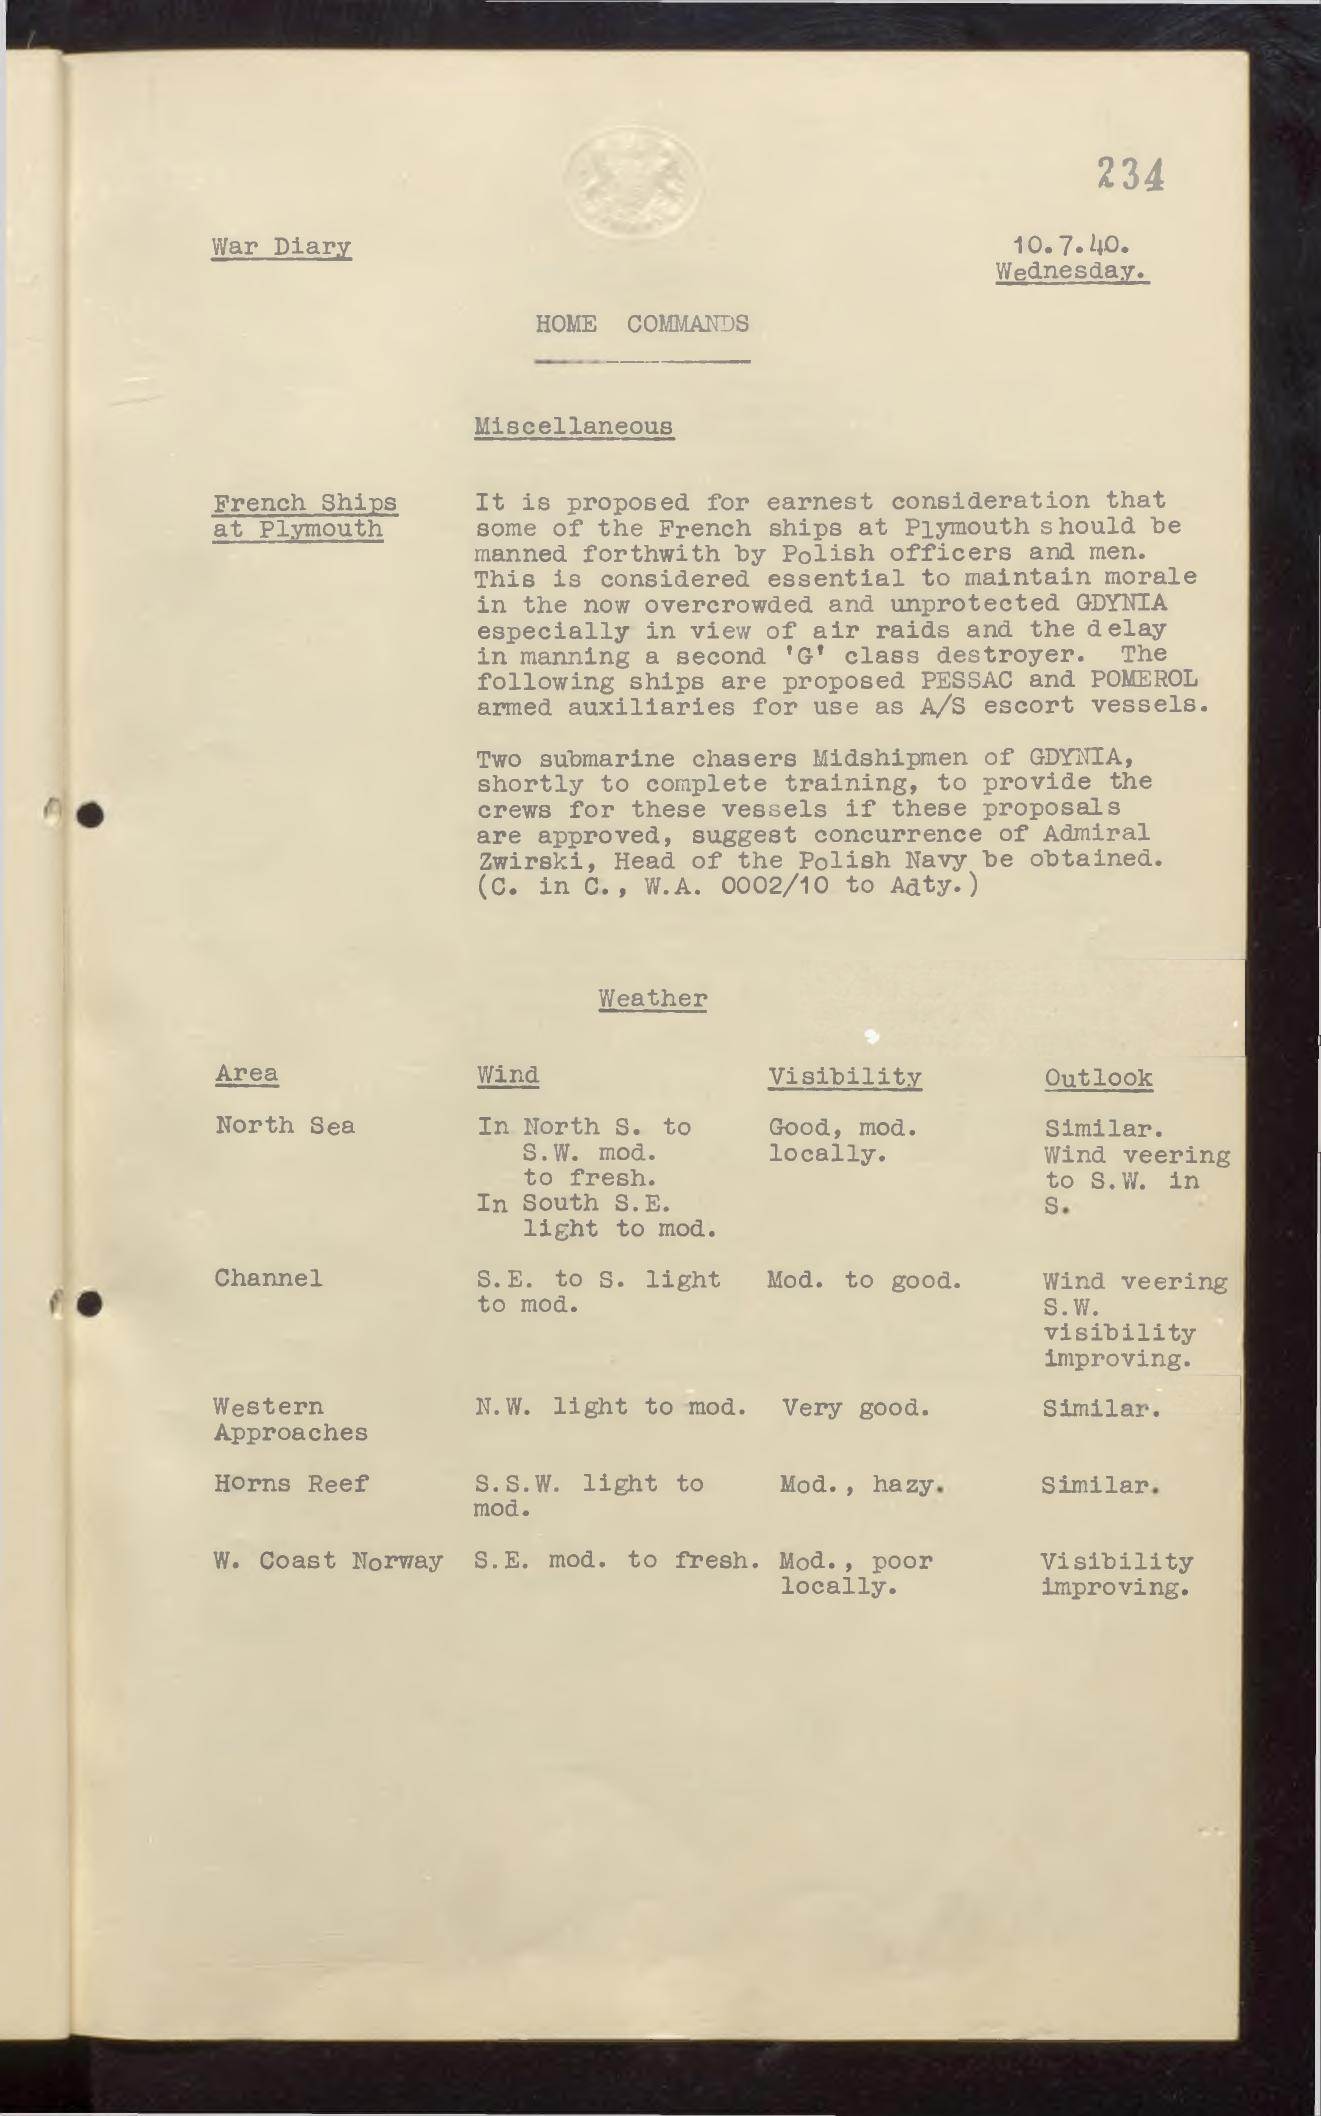 234
War Diary
10.7.40.
Wednesday.
HOME COMMANDS
Miscellaneous
French Ships
at Plymouth
It is proposed for earnest consideration that
some of the French ships at Plymouth should be
manned forthwith by Polish officers and men.
This is considered essential to maintain morale
in the now overcrowded and unprotected GDYNIA
especially in view of air raids and the delay
in manning a second 'G' class destroyer. The
following ships are proposed PESSAC and POMEROL
armed auxiliaries for use as A/S escort vessels.
Two submarine chasers Midshipmen of GDYNIA,
shortly to complete training, to provide the
crews for these vessels if these proposals
are approved, suggest concurrence of Admiral
Zwirski, Head of the Polish Navy be obtained.
(C. in C., W.A. 0002/10 to Adty.)
Weather
Area Wind Visibility Outlook
North Sea In North S. to Good, mod. Similar.
S.W. mod. locally. Wind veering
to fresh. to S.W. in
In South S.E. S.
light to mod.
Channel S.E. to S. light Mod. to good. Wind veering
to mod. S.W.
visibility
improving.
Western N.W. light to mod. Very good. Similar.
Approaches
Horns Reef S.S.W. light to Mod., hazy. Similar.
mod.
W. Coast Norway S.E. mod. to fresh. Mod., poor Visibility
locally. improving.